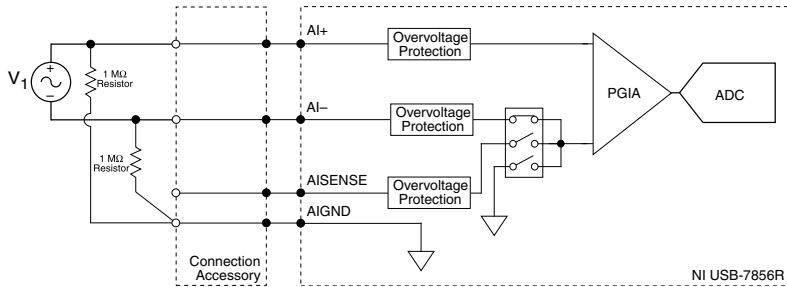 AI+
Overvoltage
Protection
+
V1
–
1 MΩ
Resistor
PGIA
ADC
AI–
Overvoltage
Protection
1 MΩ
Resistor
AISENSE
Overvoltage
Protection
AIGND
Connection
Accessory
NI USB-7856R